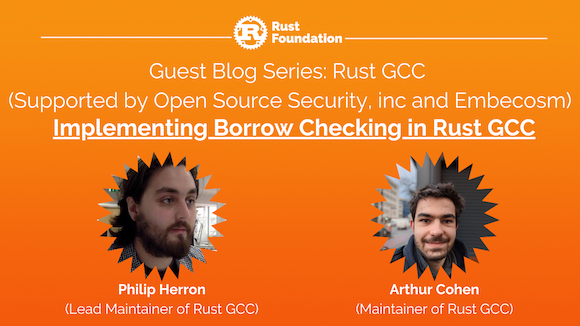 R
Rust
Foundation
Guest Blog Series: Rust GCC
(Supported by Open Source Security, inc and Embecosm)
Implementing Borrow Checking in Rust GCC
Philip Herron
(Lead Maintainer of Rust GCC)
Arthur Cohen
(Maintainer of Rust GCC)